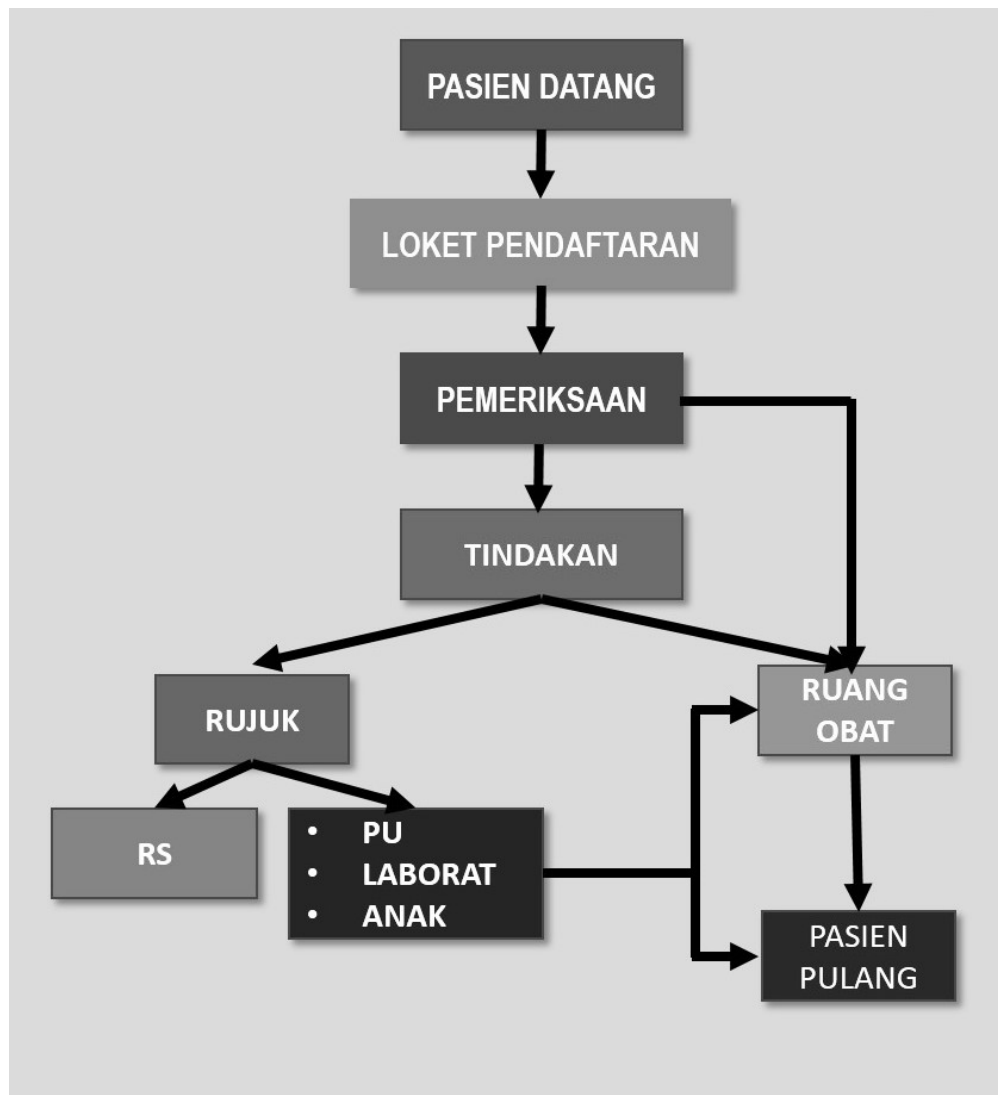 PASIEN DATANG
LOKET PENDAFTARAN
PEMERIKSAAN
TINDAKAN
RUJUK
RUANG
OBAT
RS
• PU
• LABORAT
• ANAK
PASIEN
PULANG